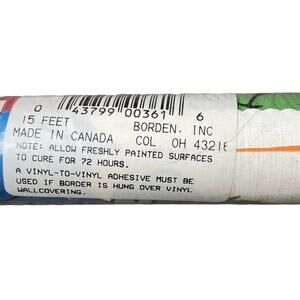 0 43799 00361 6
15 FEET BORDEN, INC
MADE IN CANADA COL OH 43218
NOTE: ALLOW FRESHLY PAINTED SURFACES
TO CURE FOR 72 HOURS.
A VINYL-TO-VINYL ADHESIVE MUST BE
USED IF BORDER IS HUNG OVER VINYL
WALLCOVERING.